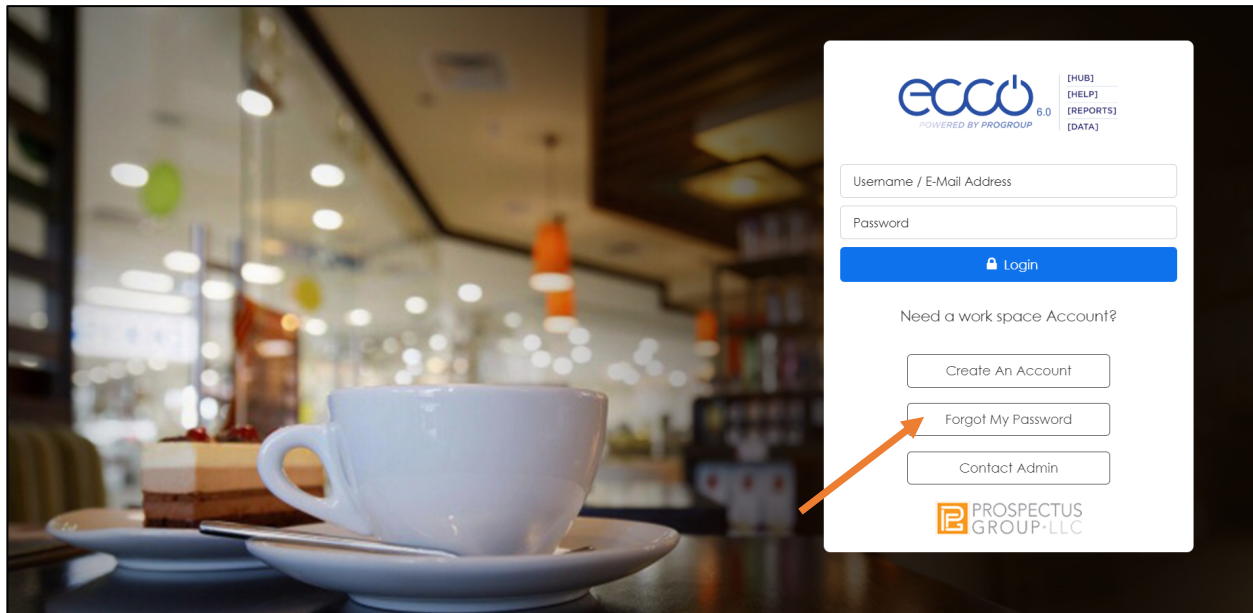 ecco 6.0
POWERED BY PROGROUP
[HUB]
[HELP]
[REPORTS]
[DATA]
Username / E-Mail Address
Password
Login
Need a work space Account?
Create An Account
Forgot My Password
Contact Admin
PG PROSPECTUS
GROUP·LLC